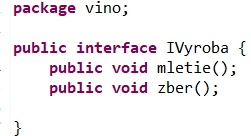 package vino;
public interface IVyroba {
public void mletie();
public void zber();
}